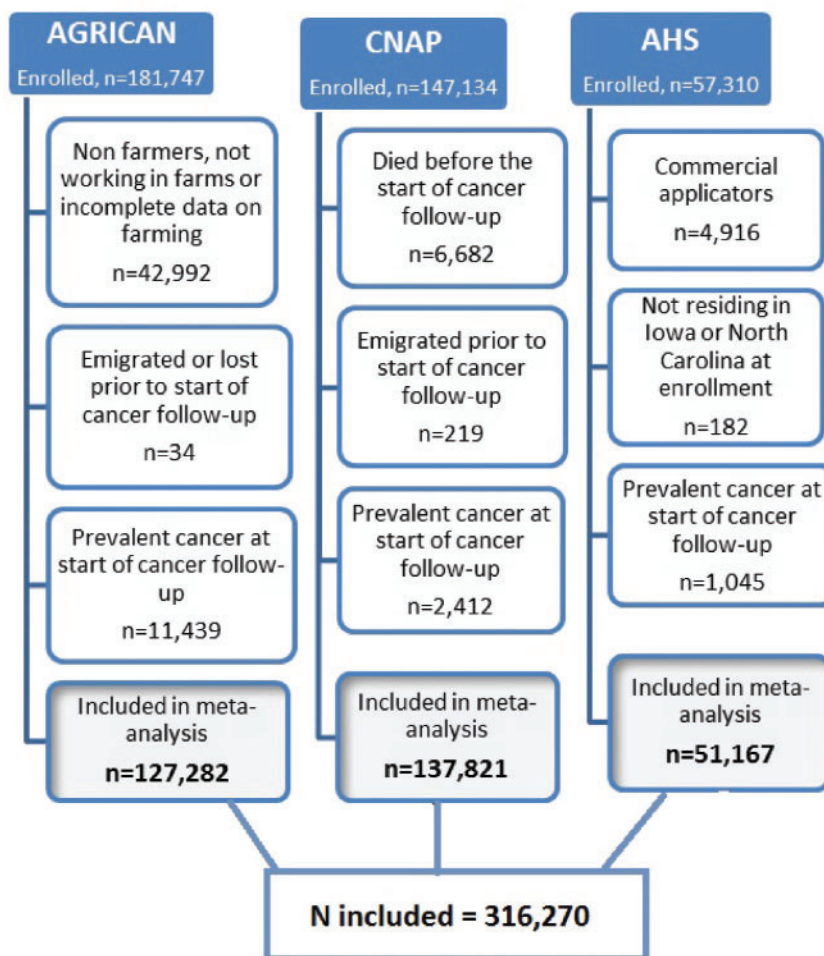 AGRICAN
Enrolled, n=181,747
Non farmers, not
working in farms or
incomplete data on
farming
n=42,992
Emigrated or lost
prior to start of
cancer follow-up
n=34
Prevalent cancer at
start of cancer follow-
up
n=11,439
Included in meta-
analysis
n=127,282
CNAP
Enrolled, n=147,134
Died before the
start of cancer
follow-up
n=6,682
Emigrated prior to
start of cancer
follow-up
n=219
Prevalent cancer at
start of cancer
follow-up
n=2,412
Included in meta-
analysis
n=137,821
AHS
Enrolled, n=57,310
Commercial
applicators
n=4,916
Not residing in
Iowa or North
Carolina at
enrollment
n=182
Prevalent cancer at
start of cancer
follow-up
n=1,045
Included in meta-
analysis
n=51,167
N included = 316,270